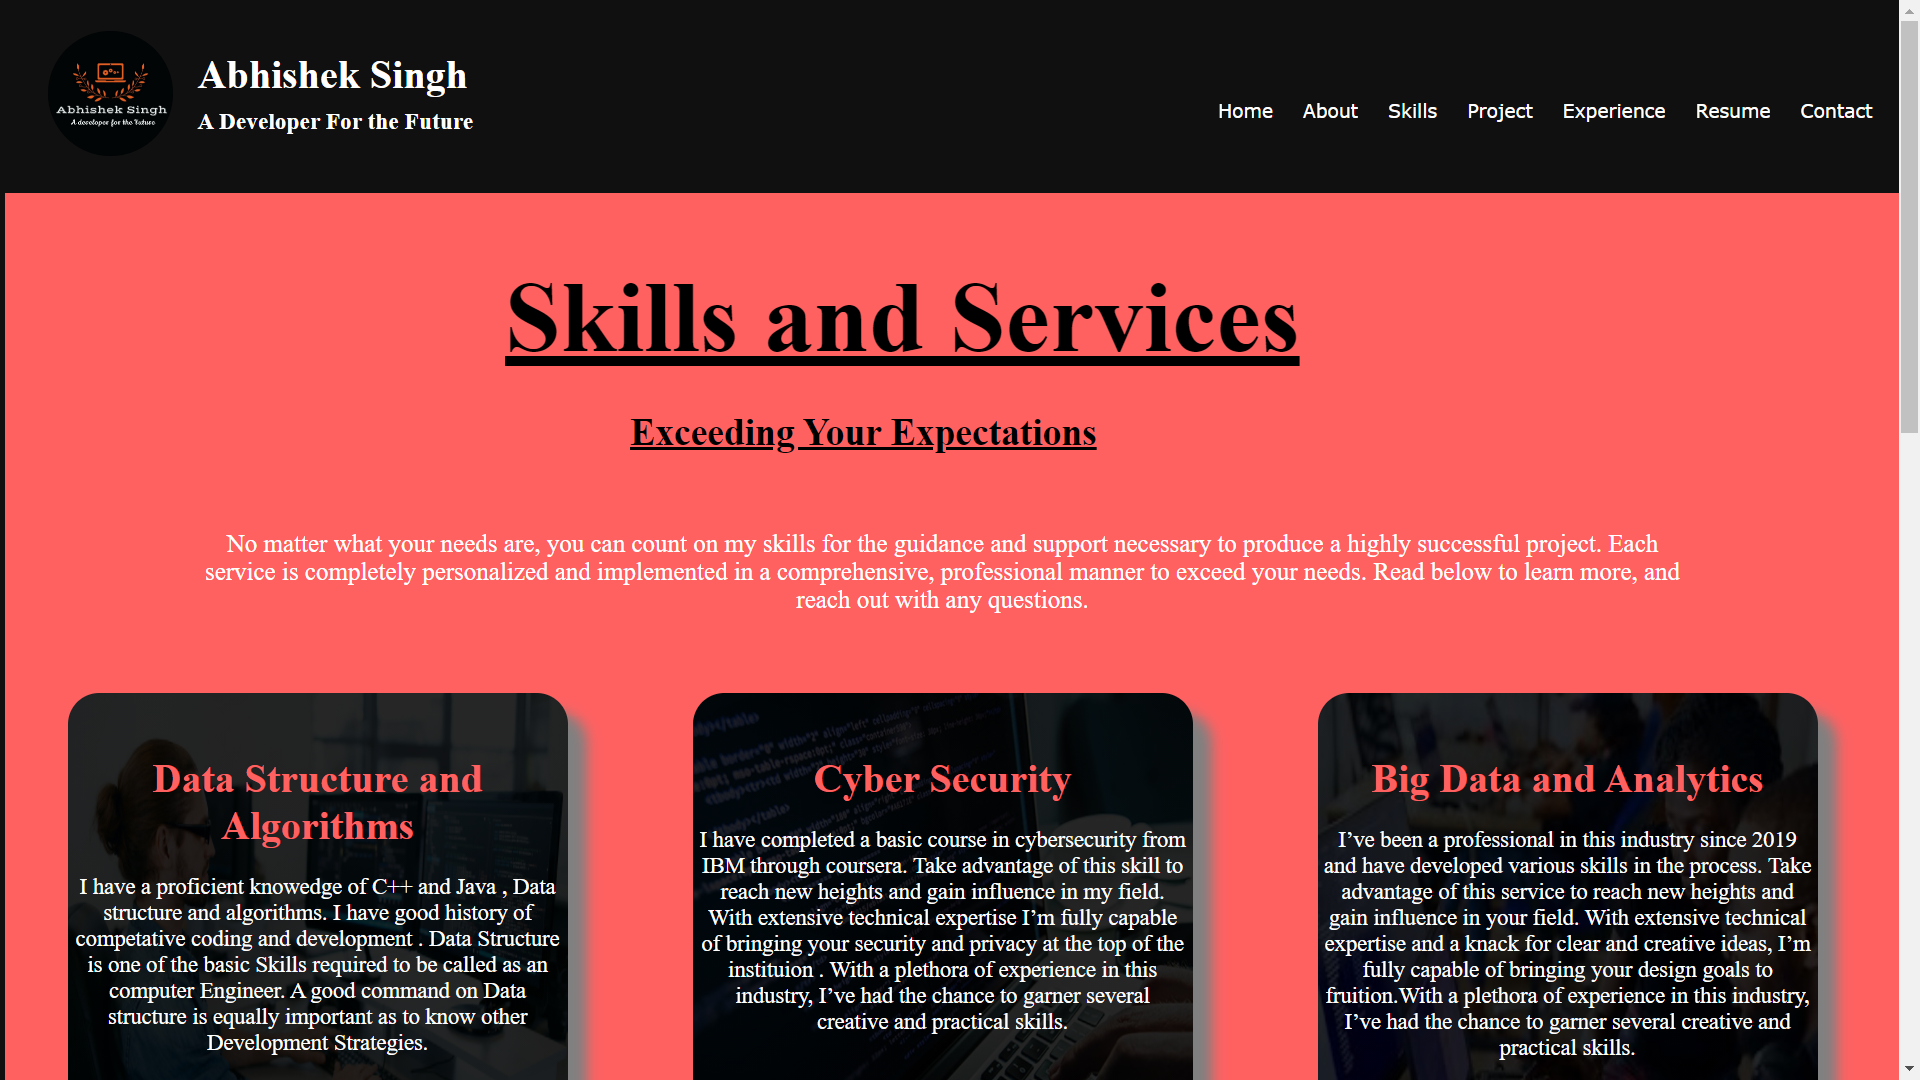 Abhishek Singh
A developer for the Future
Abhishek Singh
A Developer For the Future
Home About Skills Project Experience Resume Contact
Skills and Services
Exceeding Your Expectations
No matter what your needs are, you can count on my skills for the guidance and support necessary to produce a highly successful project. Each
service is completely personalized and implemented in a comprehensive, professional manner to exceed your needs. Read below to learn more, and
reach out with any questions.
Data Structure and
Algorithms
I have a proficient knowedge of C++ and Java , Data
structure and algorithms. I have good history of
competative coding and development . Data Structure
is one of the basic Skills required to be called as an
computer Engineer. A good command on Data
structure is equally important as to know other
Development Strategies.
Cyber Security
I have completed a basic course in cybersecurity from
IBM through coursera. Take advantage of this skill to
reach new heights and gain influence in my field.
With extensive technical expertise I’m fully capable
of bringing your security and privacy at the top of the
instituion . With a plethora of experience in this
industry, I’ve had the chance to garner several
creative and practical skills.
Big Data and Analytics
I’ve been a professional in this industry since 2019
and have developed various skills in the process. Take
advantage of this service to reach new heights and
gain influence in your field. With extensive technical
expertise and a knack for clear and creative ideas, I’m
fully capable of bringing your design goals to
fruition.With a plethora of experience in this industry,
I’ve had the chance to garner several creative and
practical skills.